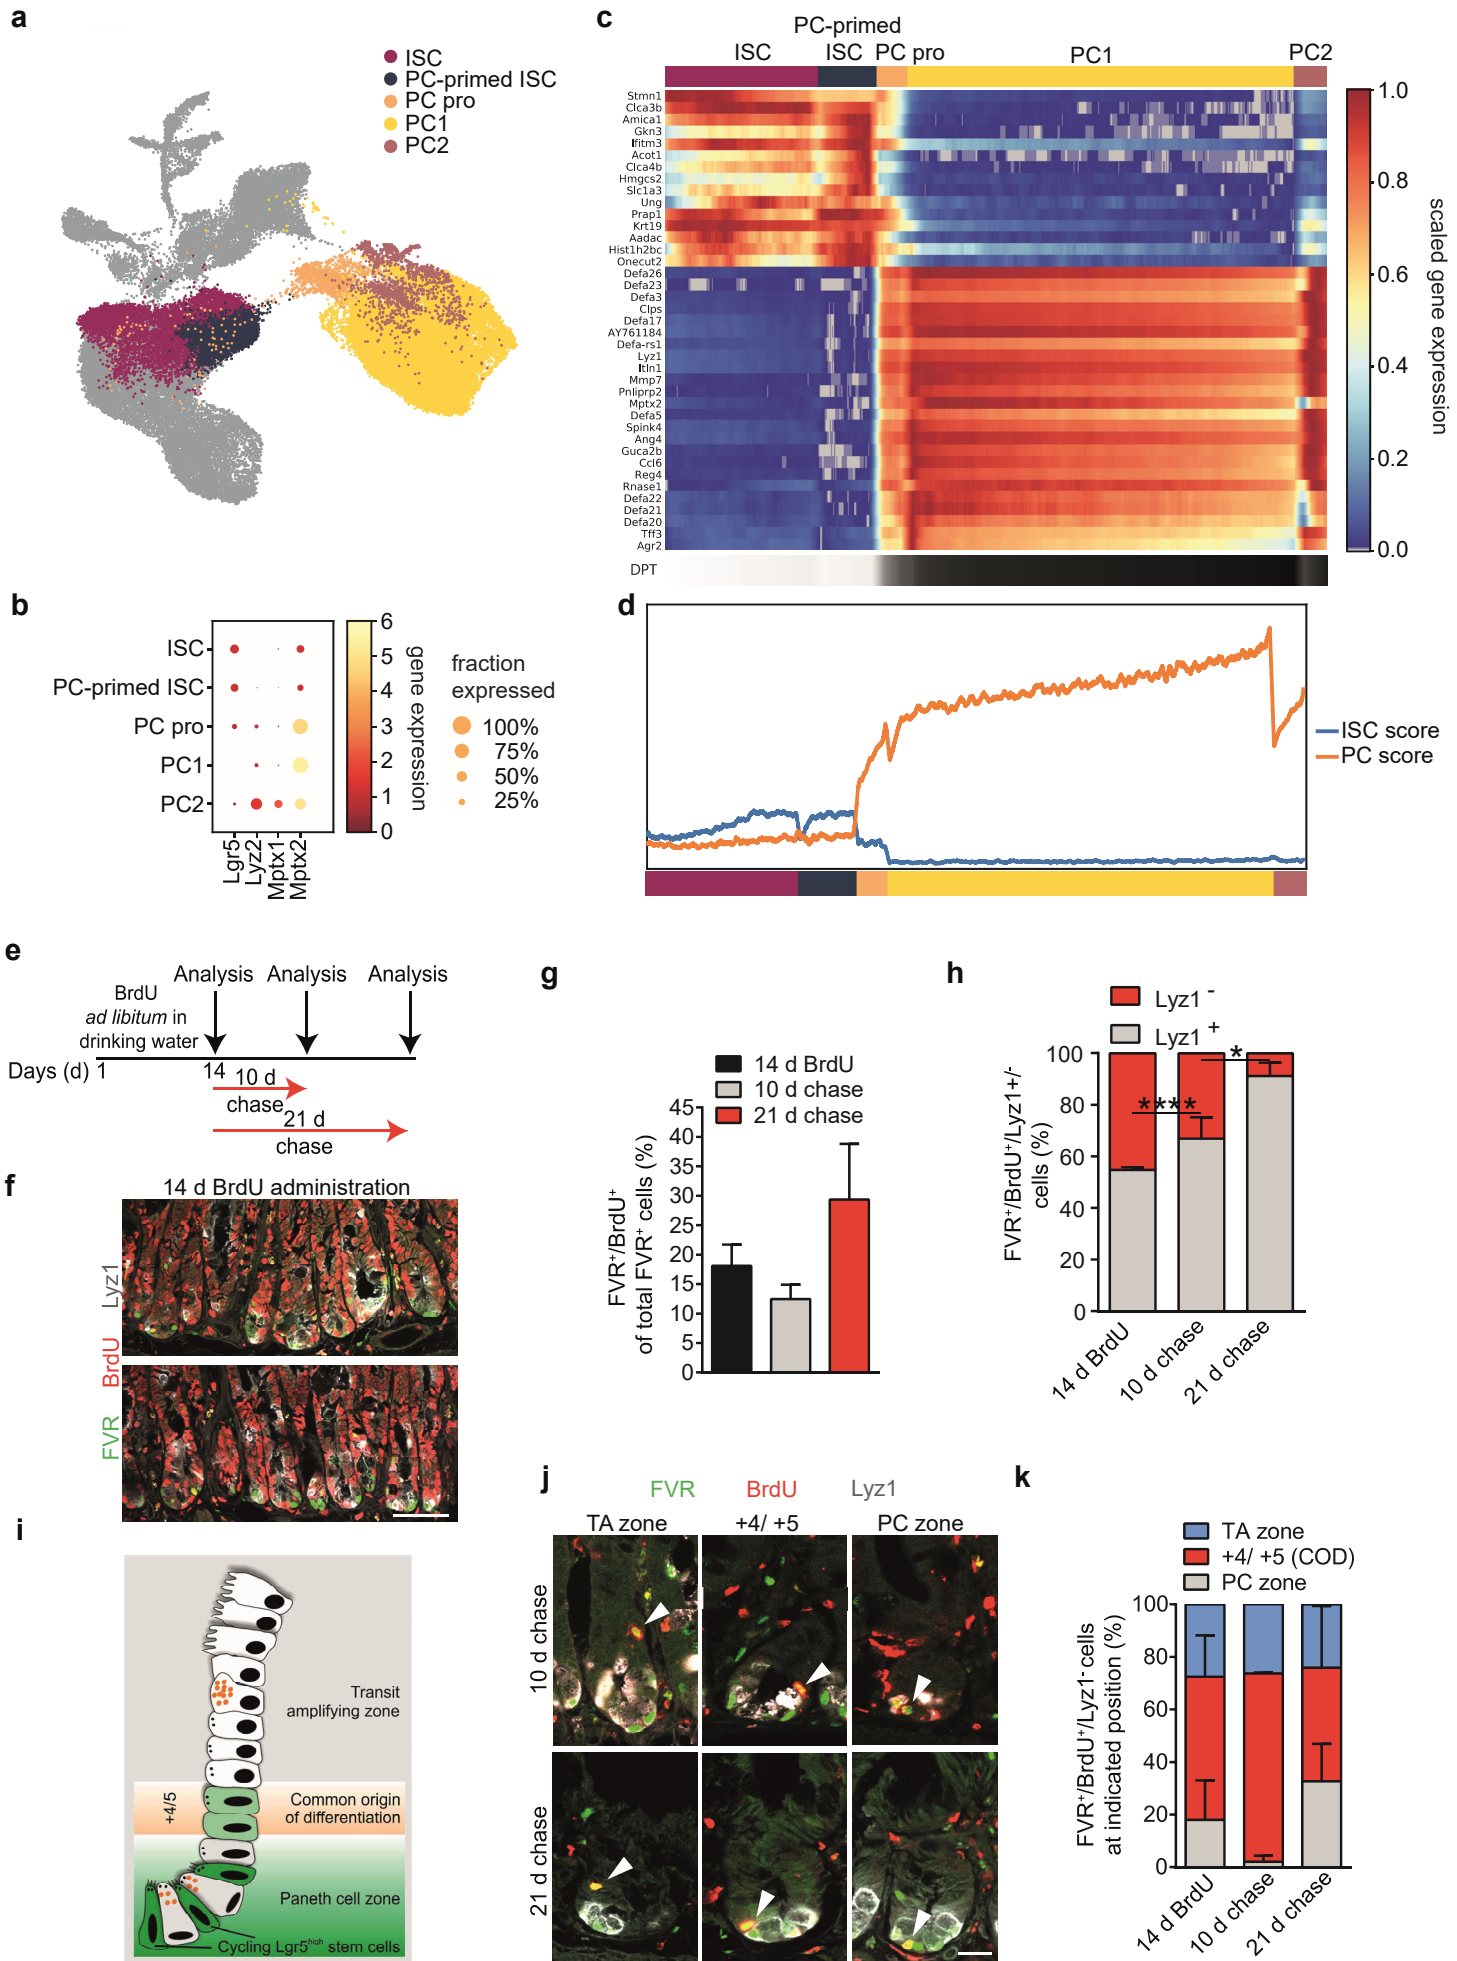 a
ISC
PC-primed ISC
PC pro
PC1
PC2
c
PC-primed
ISC ISC PC pro PC1 PC2
Stmn1
Clca3b
Amica1
Gkn3
Ifitm3
Acot1
Clca4b
Hmgcs2
Slc1a3
Ung
Prap1
Krt19
Aadac
Hist1h2bc
Onecut2
Defa26
Defa23
Defa3
Clps
Defa17
AY761184
Defa-rs1
Lyz1
Itln1
Mmp7
Pnliprp2
Mptx2
Defa5
Spink4
Ang4
Guca2b
Ccl6
Reg4
Rnase1
Defa22
Defa21
Defa20
Tff3
Agr2
DPT
1.0
0.8
0.6
0.4
0.2
0.0
scaled gene expression
b
ISC
PC-primed ISC
PC pro
PC1
PC2
Lgr5
Lyz2
Mptx1
Mptx2
6
5
4
3
2
1
0
gene expression
fraction
expressed
100%
75%
50%
25%
d
ISC score
PC score
e
Analysis Analysis Analysis
BrdU
ad libitum in
drinking water
Days (d) 1 14
10 d
chase
21 d
chase
f
14 d BrdU administration
FVR BrdU Lyz1
g
14 d BrdU
10 d chase
21 d chase
45
40
35
30
25
20
15
10
5
0
FVR+/BrdU+
of total FVR+ cells (%)
h
Lyz1 -
Lyz1 +
100
80
60
40
20
0
FVR+/BrdU+/Lyz1+/-
cells (%)
****
*
14 d BrdU
10 d chase
21 d chase
i
Transit
amplifying zone
+4/5
Common origin
of differentiation
Paneth cell zone
Cycling Lgr5high stem cells
j
FVR BrdU Lyz1
TA zone +4/ +5 PC zone
10 d chase
21 d chase
k
TA zone
+4/ +5 (COD)
PC zone
100
80
60
40
20
0
FVR+/BrdU+/Lyz1- cells
at indicated position (%)
14 d BrdU
10 d chase
21 d chase